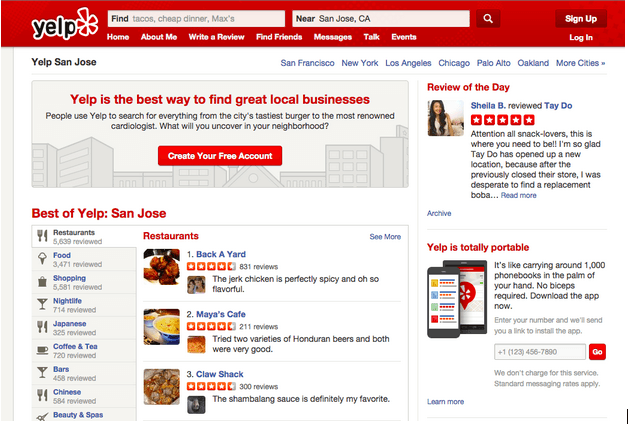 yelp
Find tacos, cheap dinner, Max's
Near San Jose, CA
Sign Up
Home About Me Write a Review Find Friends Messages Talk Events
Log In
Yelp San Jose
San Francisco New York Los Angeles Chicago Palo Alto Oakland More Cities »
Yelp is the best way to find great local businesses
People use Yelp to search for everything from the city's tastiest burger to the most renowned
cardiologist. What will you uncover in your neighborhood?
Create Your Free Account
Best of Yelp: San Jose
Restaurants
5,639 reviewed
Food
3,471 reviewed
Shopping
5,581 reviewed
Nightlife
714 reviewed
Japanese
325 reviewed
Coffee & Tea
720 reviewed
Bars
458 reviewed
Chinese
584 reviewed
Beauty & Spas
Restaurants
See More
1. Back A Yard
831 reviews
The jerk chicken is perfectly spicy and oh so
flavorful.
2. Maya's Cafe
211 reviews
Tried two varieties of Honduran beers and both
were very good.
3. Claw Shack
300 reviews
The shambalang sauce is definitely my favorite.
Review of the Day
Sheila B. reviewed Tay Do
Attention all snack-lovers, this is
where you need to be!! I'm so glad
Tay Do has opened up a new
location, because after the
previously closed their store, I was
desperate to find a replacement
boba... Read more
Archive
Yelp is totally portable
It's like carrying around 1,000
phonebooks in the palm of
your hand. No biceps
required. Download the app
now.
Enter your number and we'll send
you a link to install the app.
+1 (123) 456-7890
Go
We don't charge for this service.
Standard messaging rates apply.
Learn more